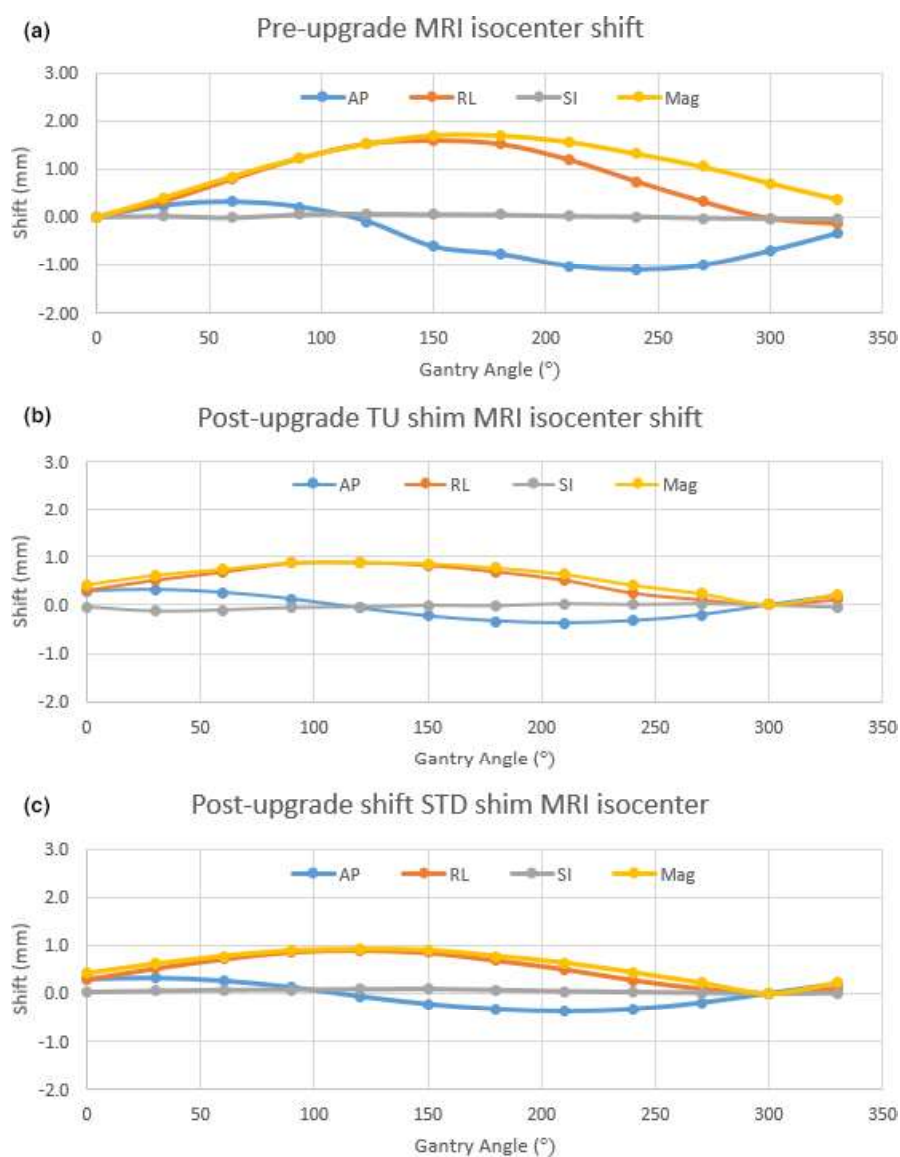 (a)
Pre-upgrade MRI isocenter shift
3.00
AP RL SI Mag
2.00
1.00
0.00
-1.00
-2.00
Shift (mm)
0 50 100 150 200 250 300 350
Gantry Angle (°)
(b)
Post-upgrade TU shim MRI isocenter shift
3.0
AP RL SI Mag
2.0
1.0
0.0
-1.0
-2.0
Shift (mm)
0 50 100 150 200 250 300 350
Gantry Angle (°)
(c)
Post-upgrade shift STD shim MRI isocenter
3.0
AP RL SI Mag
2.0
1.0
0.0
-1.0
-2.0
Shift (mm)
0 50 100 150 200 250 300 350
Gantry Angle (°)